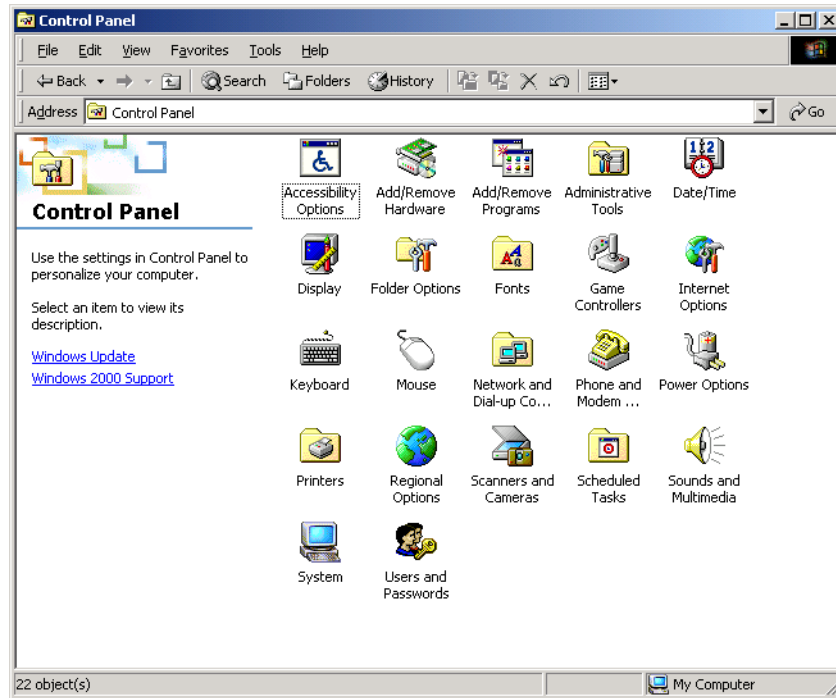 Control Panel
File Edit View Favorites Tools Help
Back Search Folders History
Address Control Panel Go
Control Panel
Use the settings in Control Panel to
personalize your computer.
Select an item to view its
description.
Windows Update
Windows 2000 Support
Accessibility
Options
Add/Remove
Hardware
Add/Remove
Programs
Administrative
Tools
Date/Time
Display
Folder Options
Fonts
Game
Controllers
Internet
Options
Keyboard
Mouse
Network and
Dial-up Co...
Phone and
Modem ...
Power Options
Printers
Regional
Options
Scanners and
Cameras
Scheduled
Tasks
Sounds and
Multimedia
System
Users and
Passwords
22 object(s)
My Computer